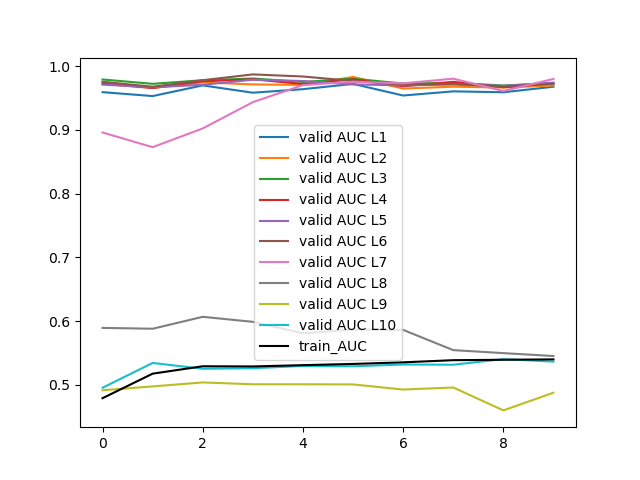 1.0
0.9
0.8
0.7
0.6
0.5
valid AUC L1
valid AUC L2
valid AUC L3
valid AUC L4
valid AUC L5
valid AUC L6
valid AUC L7
valid AUC L8
valid AUC L9
valid AUC L10
train_AUC
0 2 4 6 8